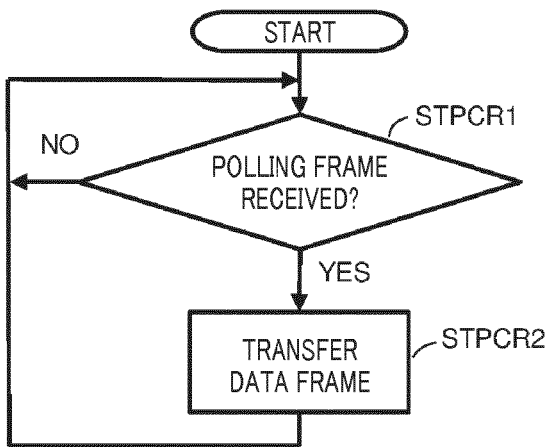 START
STPCR1
NO
POLLING FRAME
RECEIVED?
YES
STPCR2
TRANSFER
DATA FRAME